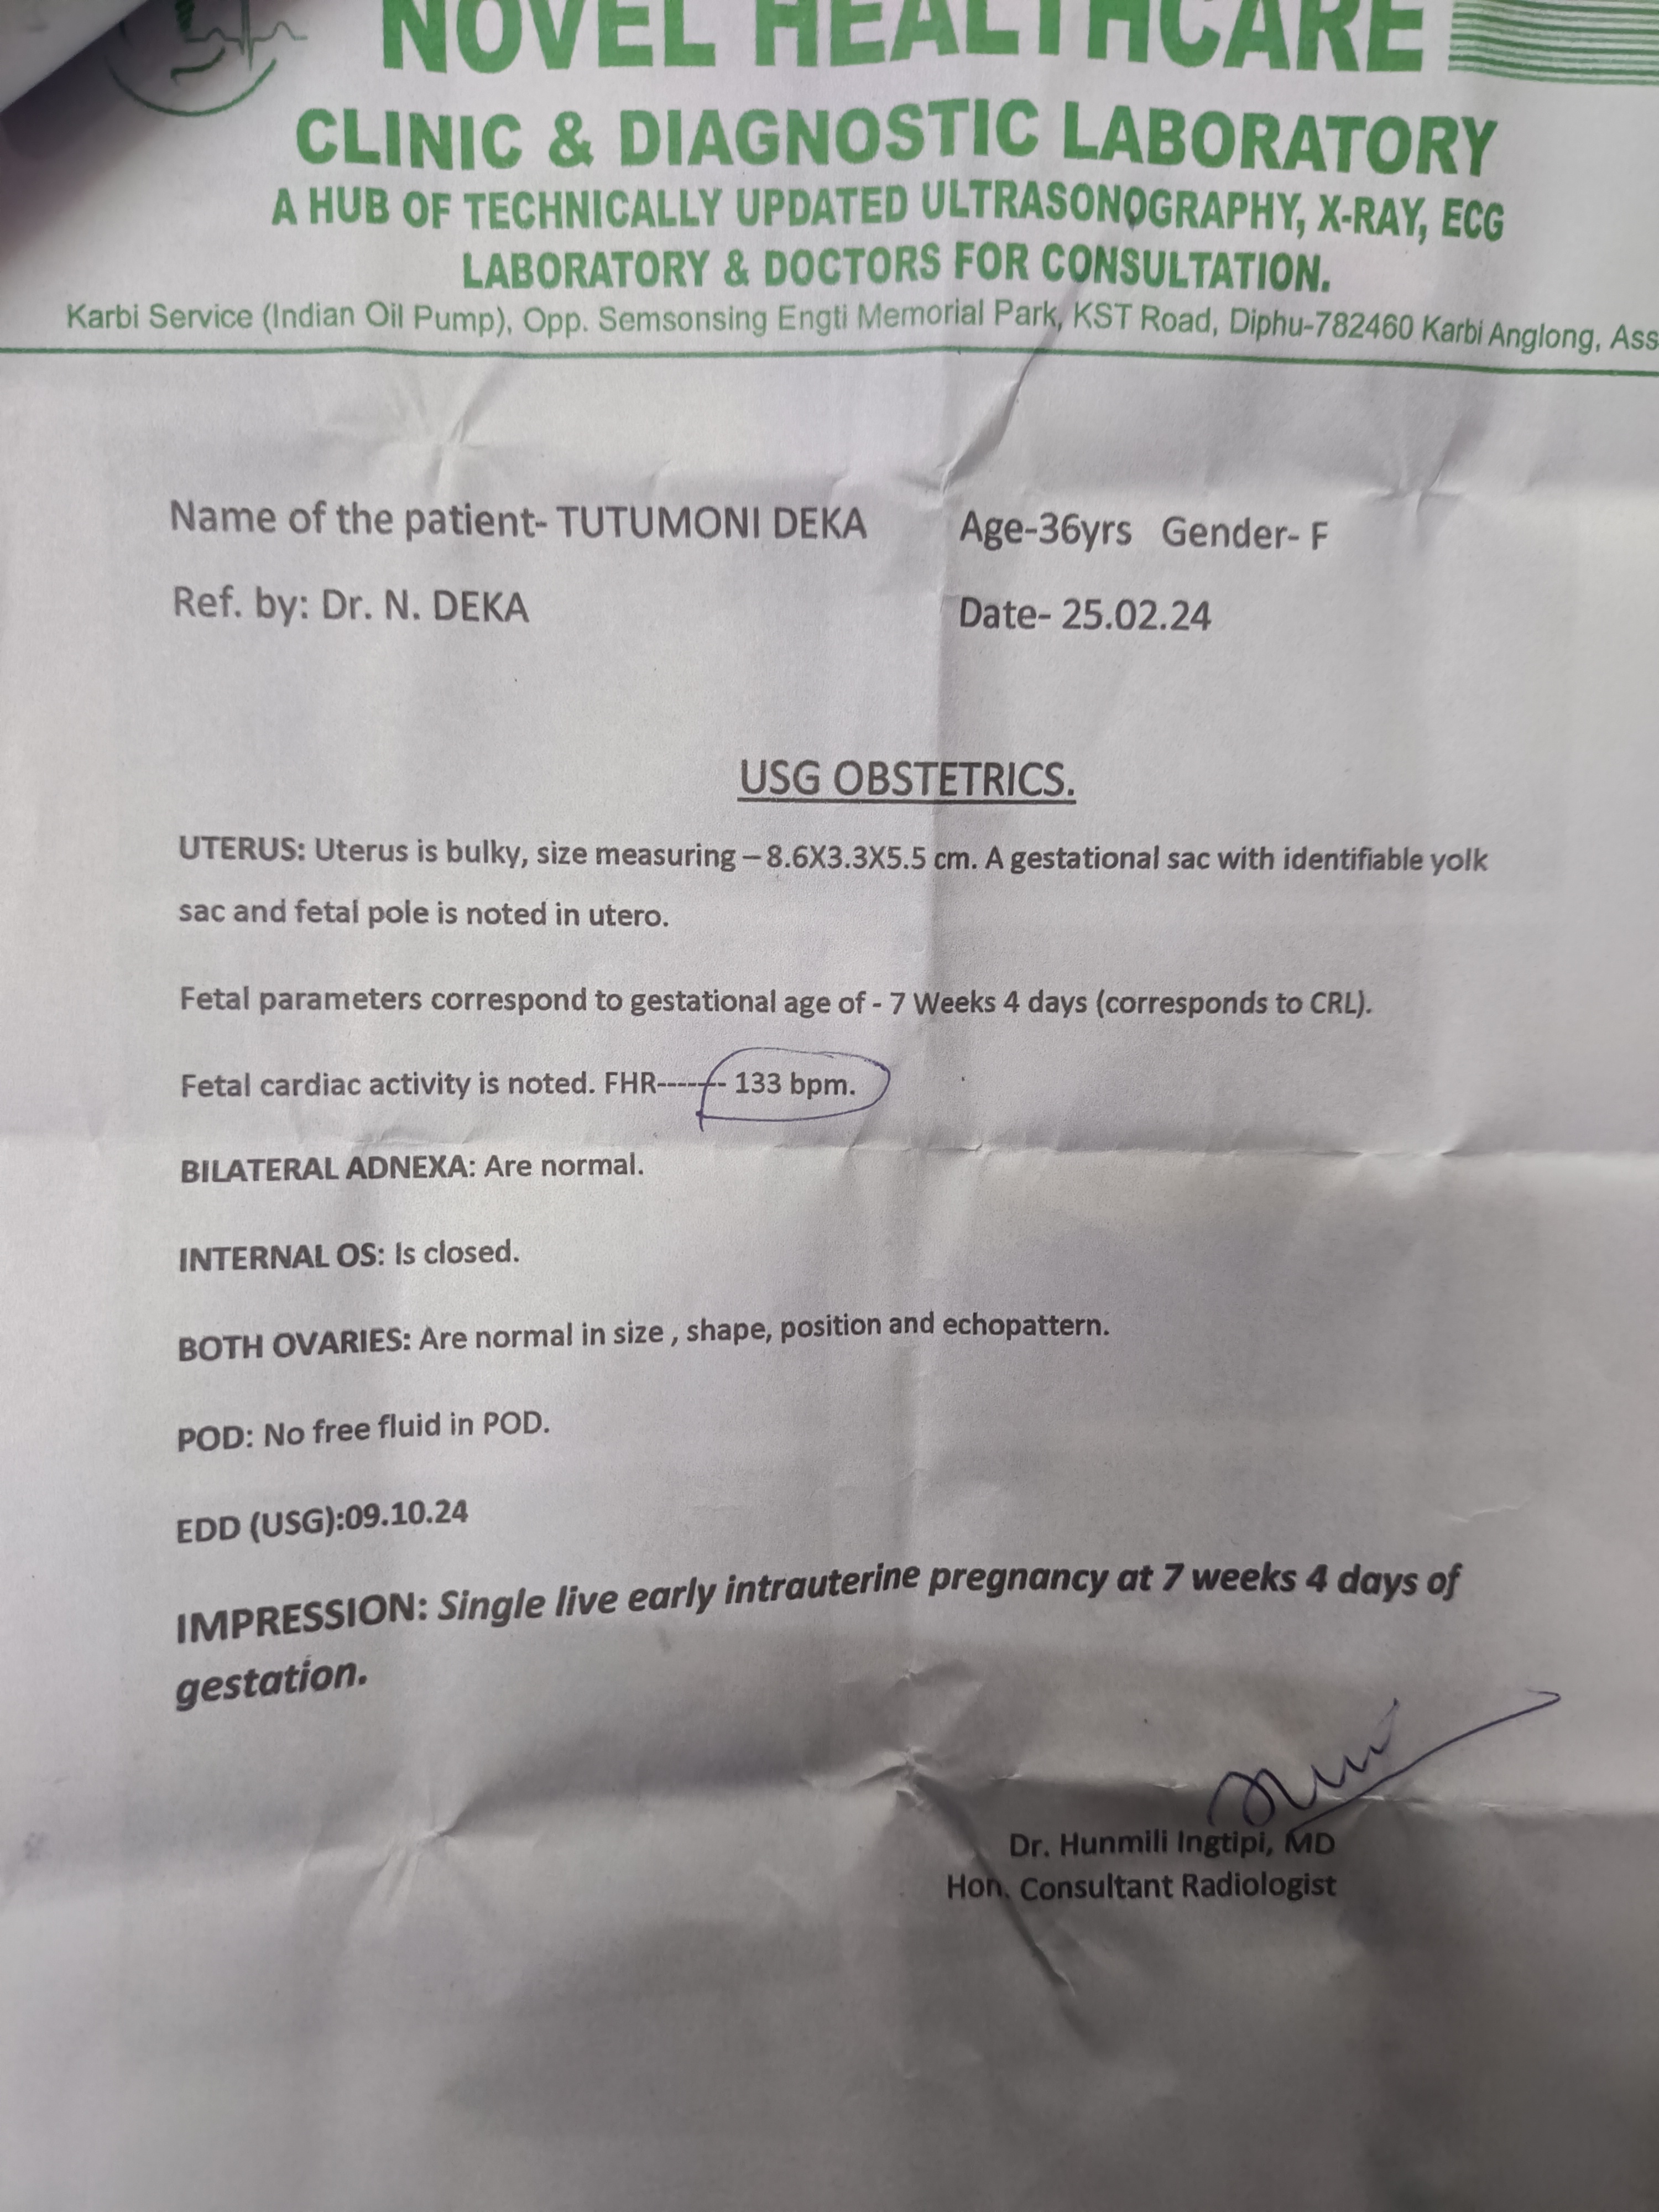 NOVEL HEALTHCARE
CLINIC & DIAGNOSTIC LABORATORY
A HUB OF TECHNICALLY UPDATED ULTRASONOGRAPHY, X-RAY, ECG
LABORATORY & DOCTORS FOR CONSULTATION.
Karbi Service (Indian Oil Pump), Opp. Semsonsing Engti Memorial Park, KST Road, Diphu-782460 Karbi Anglong, Ass
Name of the patient- TUTUMONI DEKA Age-36yrs Gender- F
Ref. by: Dr. N. DEKA Date- 25.02.24
USG OBSTETRICS.
UTERUS: Uterus is bulky, size measuring – 8.6X3.3X5.5 cm. A gestational sac with identifiable yolk
sac and fetal pole is noted in utero.
Fetal parameters correspond to gestational age of - 7 Weeks 4 days (corresponds to CRL).
Fetal cardiac activity is noted. FHR------- 133 bpm.
BILATERAL ADNEXA: Are normal.
INTERNAL OS: Is closed.
BOTH OVARIES: Are normal in size , shape, position and echopattern.
POD: No free fluid in POD.
EDD (USG):09.10.24
IMPRESSION: Single live early intrauterine pregnancy at 7 weeks 4 days of
gestation.
Dr. Hunmili Ingtipi, MD
Hon. Consultant Radiologist